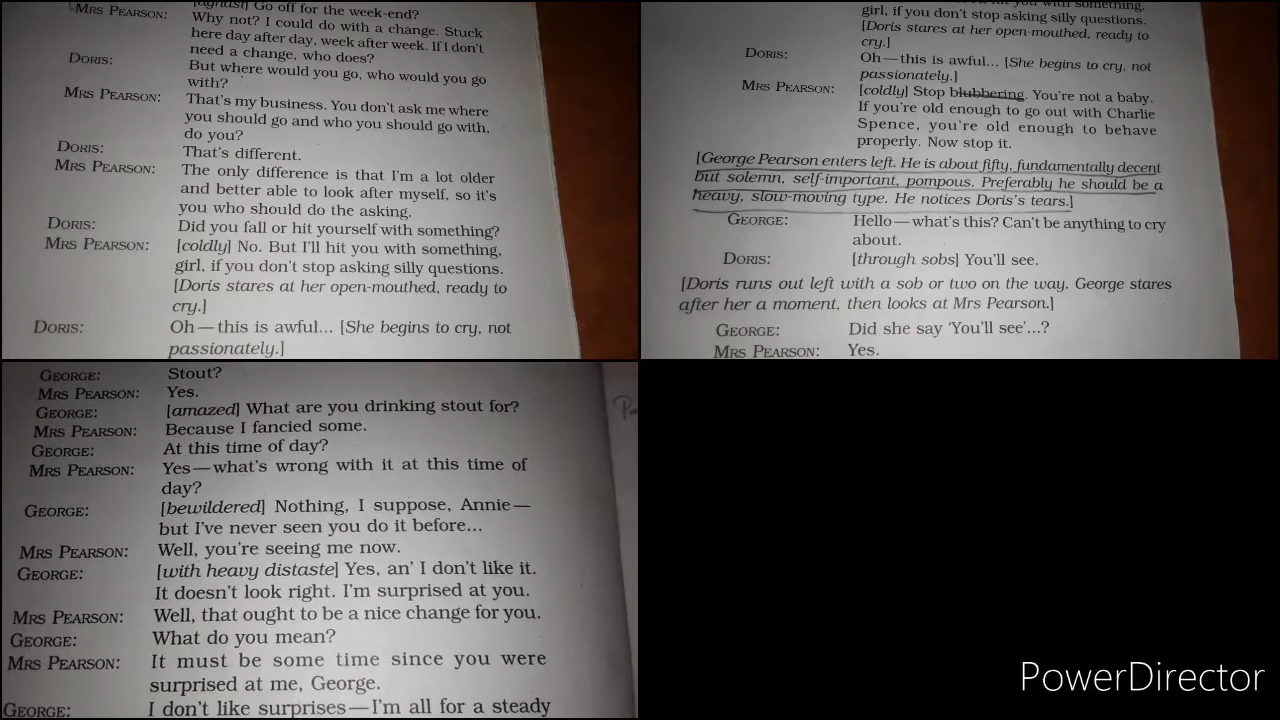 MRS PEARSON: [aghast] Go off for the week-end?
Why not? I could do with a change. Stuck
here day after day, week after week. If I don't
need a change, who does?
DORIS: But where would you go, who would you go
with?
MRS PEARSON: That's my business. You don't ask me where
you should go and who you should go with,
do you?
DORIS: That's different.
MRS PEARSON: The only difference is that I'm a lot older
and better able to look after myself, so it's
you who should do the asking.
DORIS: Did you fall or hit yourself with something?
MRS PEARSON: [coldly] No. But I'll hit you with something,
girl, if you don't stop asking silly questions.
[Doris stares at her open-mouthed, ready to
cry.]
DORIS: Oh—this is awful... [She begins to cry, not
passionately.]
you with something,
girl, if you don't stop asking silly questions.
[Doris stares at her open-mouthed, ready to
cry.]
DORIS: Oh—this is awful... [She begins to cry, not
passionately.]
MRS PEARSON: [coldly] Stop blubbering. You're not a baby.
If you're old enough to go out with Charlie
Spence, you're old enough to behave
properly. Now stop it.
[George Pearson enters left. He is about fifty, fundamentally decent
but solemn, self-important, pompous. Preferably he should be a
heavy, slow-moving type. He notices Doris's tears.]
GEORGE: Hello—what's this? Can't be anything to cry
about.
DORIS: [through sobs] You'll see.
[Doris runs out left with a sob or two on the way. George stares
after her a moment, then looks at Mrs Pearson.]
GEORGE: Did she say 'You'll see'...?
MRS PEARSON: Yes.
GEORGE: Stout?
MRS PEARSON: Yes.
GEORGE: [amazed] What are you drinking stout for?
MRS PEARSON: Because I fancied some.
GEORGE: At this time of day?
MRS PEARSON: Yes—what's wrong with it at this time of
day?
GEORGE: [bewildered] Nothing, I suppose, Annie—
but I've never seen you do it before...
MRS PEARSON: Well, you're seeing me now.
GEORGE: [with heavy distaste] Yes, an' I don't like it.
It doesn't look right. I'm surprised at you.
MRS PEARSON: Well, that ought to be a nice change for you.
GEORGE: What do you mean?
MRS PEARSON: It must be some time since you were
surprised at me, George.
GEORGE: I don't like surprises—I'm all for a steady
PowerDirector